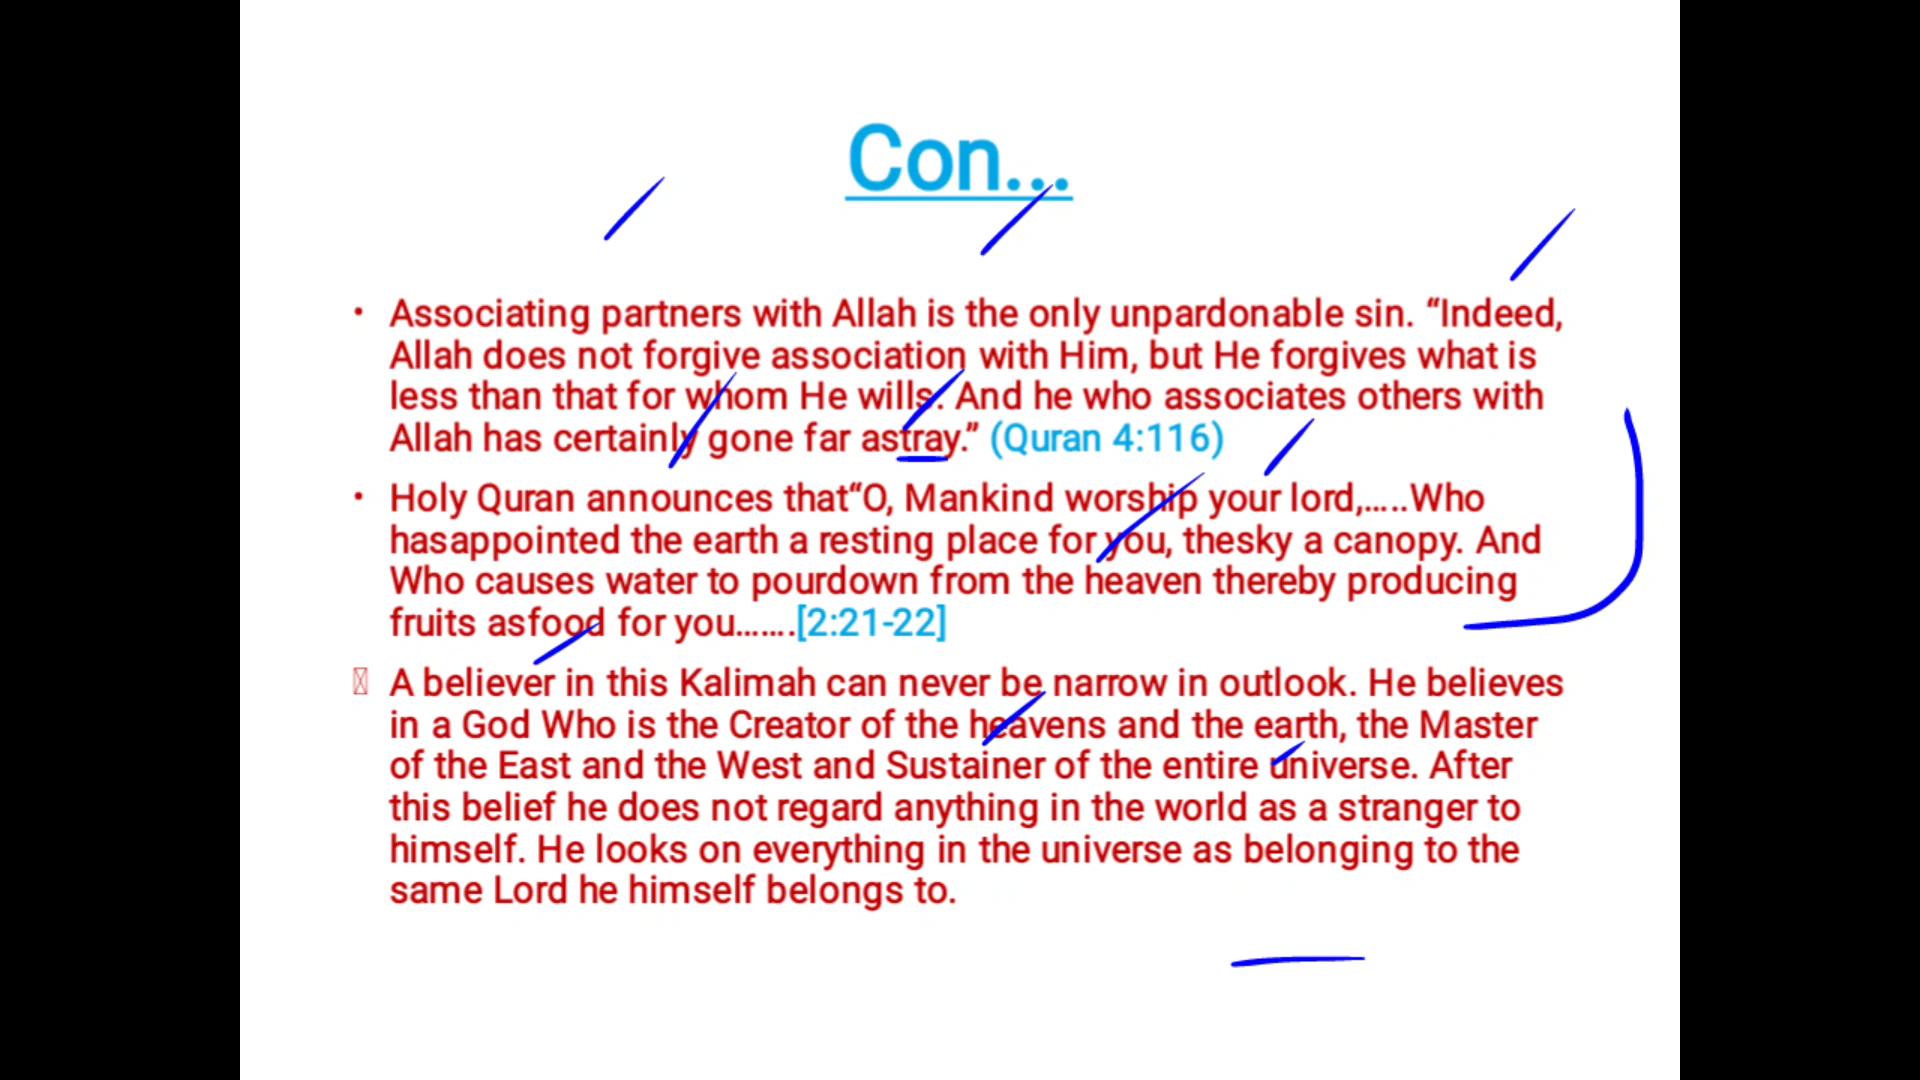 Con...
• Associating partners with Allah is the only unpardonable sin. “Indeed,
Allah does not forgive association with Him, but He forgives what is
less than that for whom He wills. And he who associates others with
Allah has certainly gone far astray.” (Quran 4:116)
• Holy Quran announces that“O, Mankind worship your lord,.....Who
hasappointed the earth a resting place for you, thesky a canopy. And
Who causes water to pourdown from the heaven thereby producing
fruits asfood for you.......[2:21-22]
A believer in this Kalimah can never be narrow in outlook. He believes
in a God Who is the Creator of the heavens and the earth, the Master
of the East and the West and Sustainer of the entire universe. After
this belief he does not regard anything in the world as a stranger to
himself. He looks on everything in the universe as belonging to the
same Lord he himself belongs to.